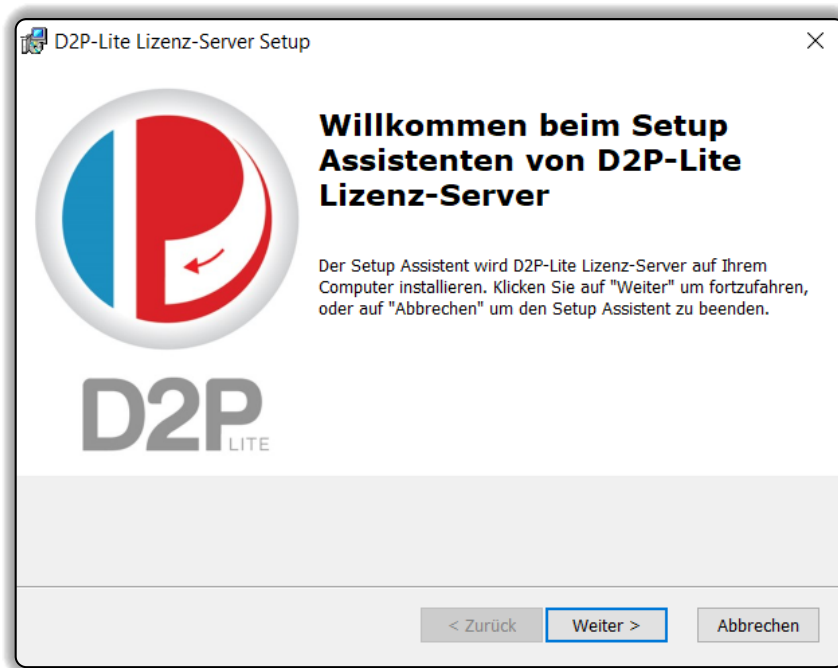 D2P-Lite Lizenz-Server Setup
Willkommen beim Setup
Assistenten von D2P-Lite
Lizenz-Server
Der Setup Assistent wird D2P-Lite Lizenz-Server auf Ihrem
Computer installieren. Klicken Sie auf "Weiter" um fortzufahren,
oder auf "Abbrechen" um den Setup Assistent zu beenden.
D2P
LITE
< Zurück
Weiter >
Abbrechen